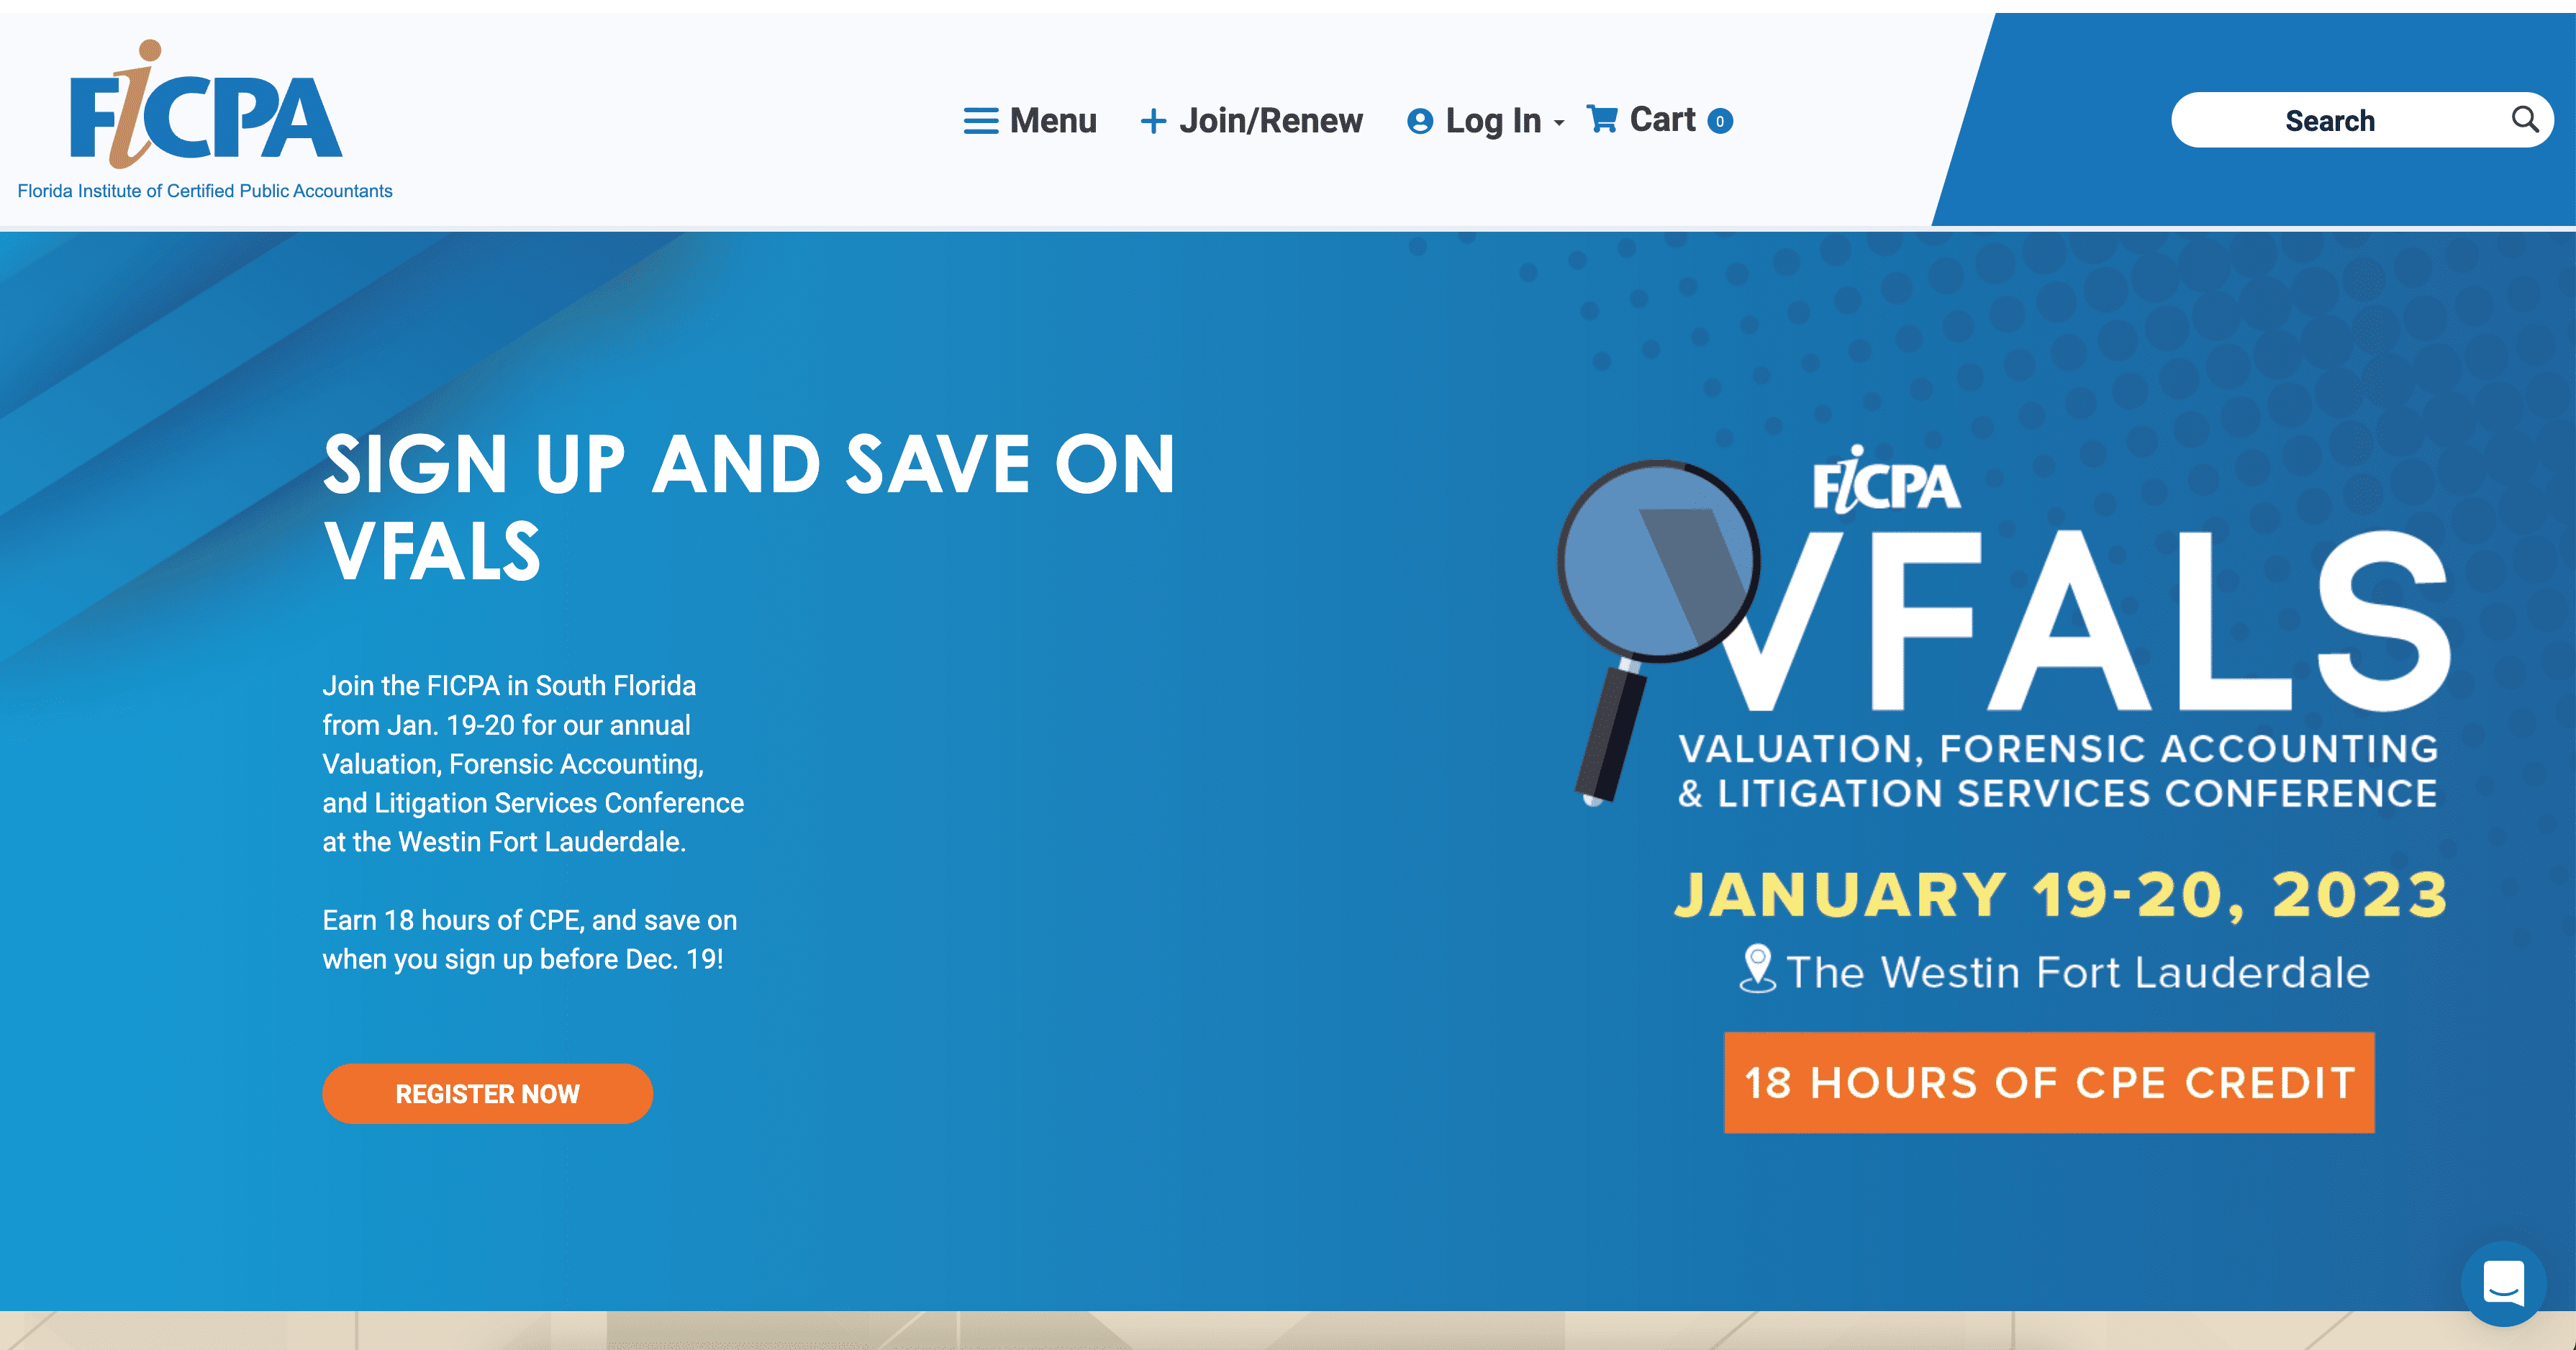 FiCPA
Florida Institute of Certified Public Accountants
Menu
Join/Renew
Log In
Cart 0
Search
SIGN UP AND SAVE ON
VFALS
Join the FICPA in South Florida
from Jan. 19-20 for our annual
Valuation, Forensic Accounting,
and Litigation Services Conference
at the Westin Fort Lauderdale.
Earn 18 hours of CPE, and save on
when you sign up before Dec. 19!
REGISTER NOW
FiCPA
VFALS
VALUATION, FORENSIC ACCOUNTING
& LITIGATION SERVICES CONFERENCE
JANUARY 19-20, 2023
The Westin Fort Lauderdale
18 HOURS OF CPE CREDIT